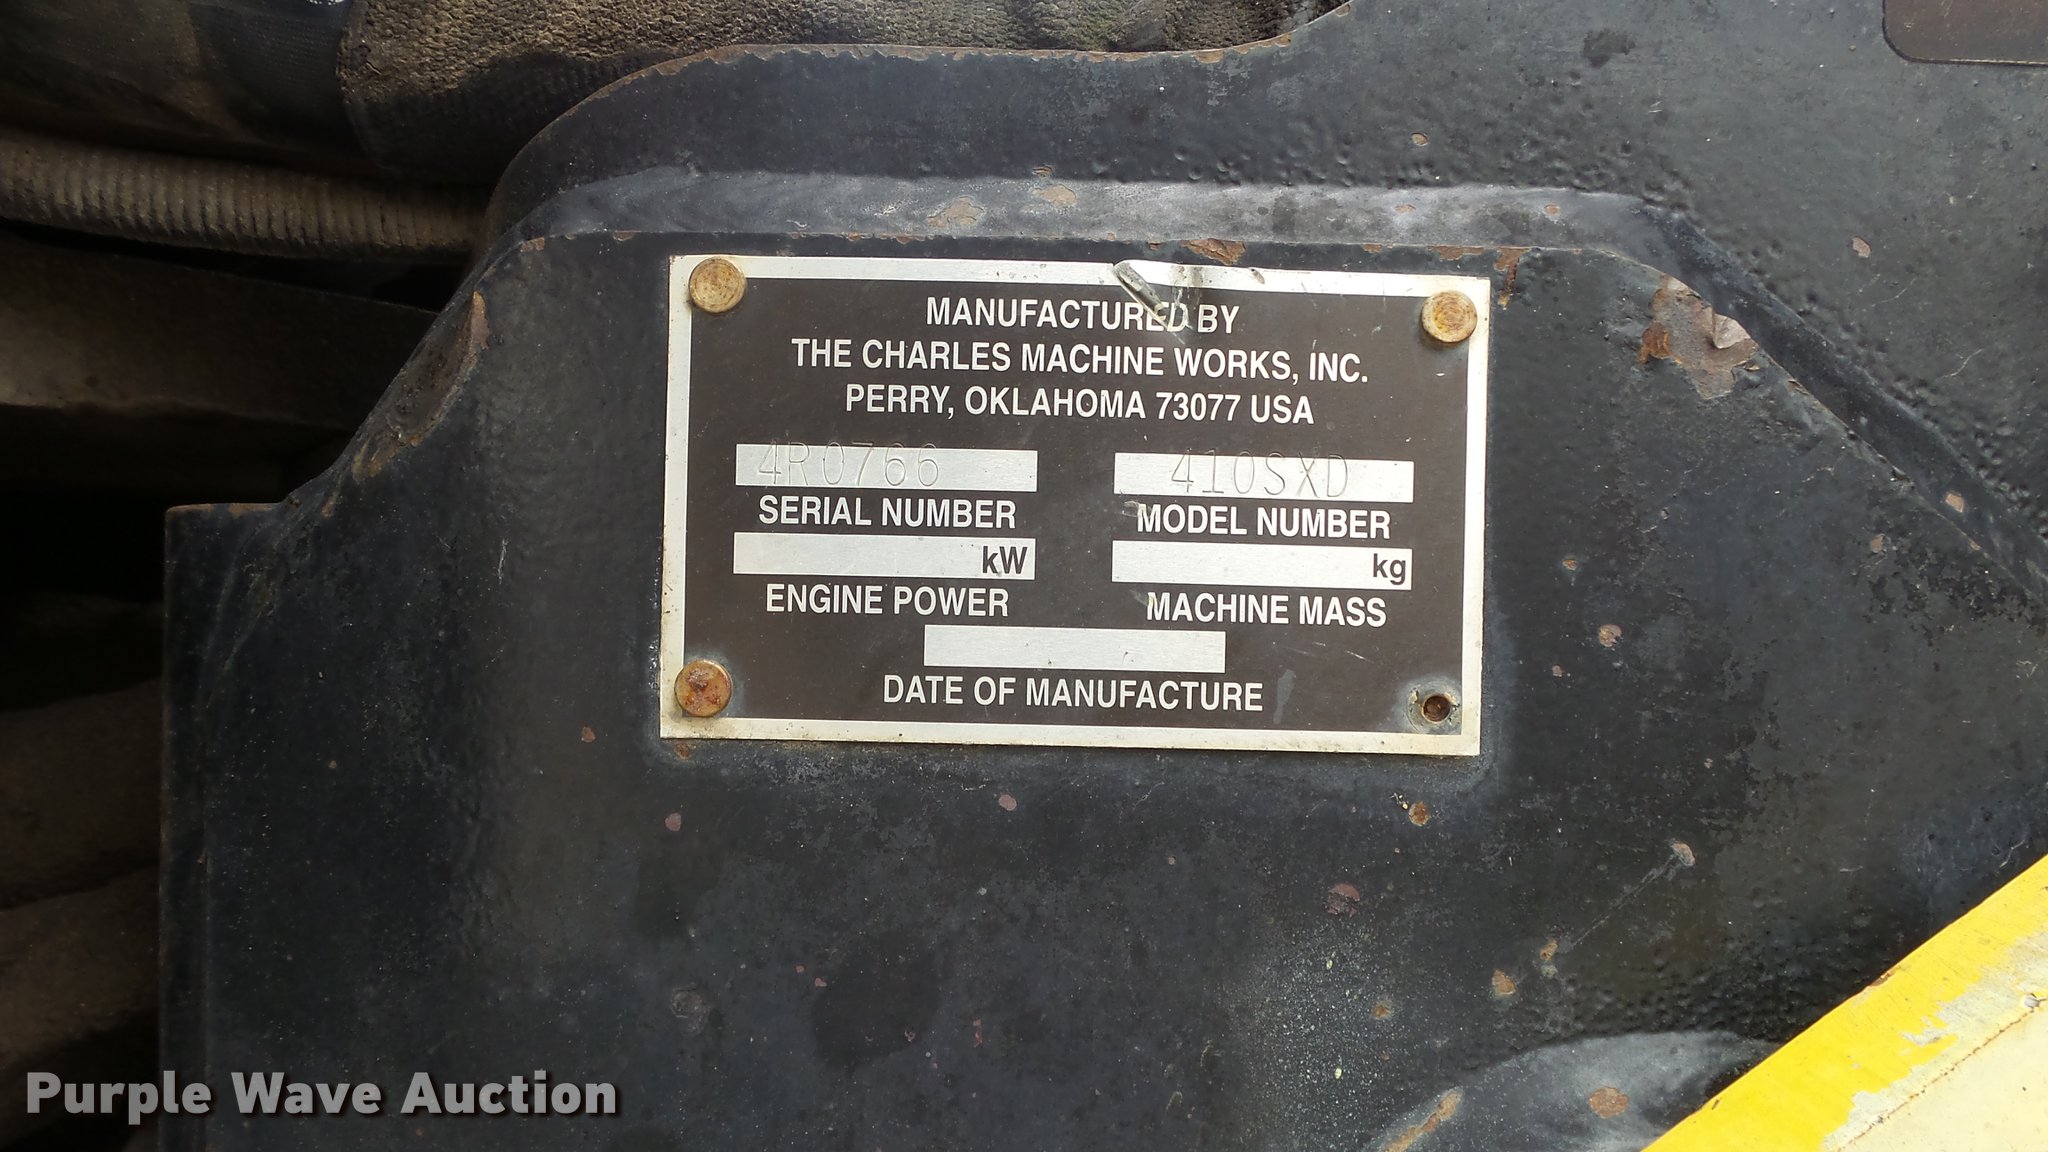 MANUFACTURED BY
THE CHARLES MACHINE WORKS, INC.
PERRY, OKLAHOMA 73077 USA
4R0766 410SXD
SERIAL NUMBER MODEL NUMBER
kW kg
ENGINE POWER MACHINE MASS
DATE OF MANUFACTURE
Purple Wave Auction